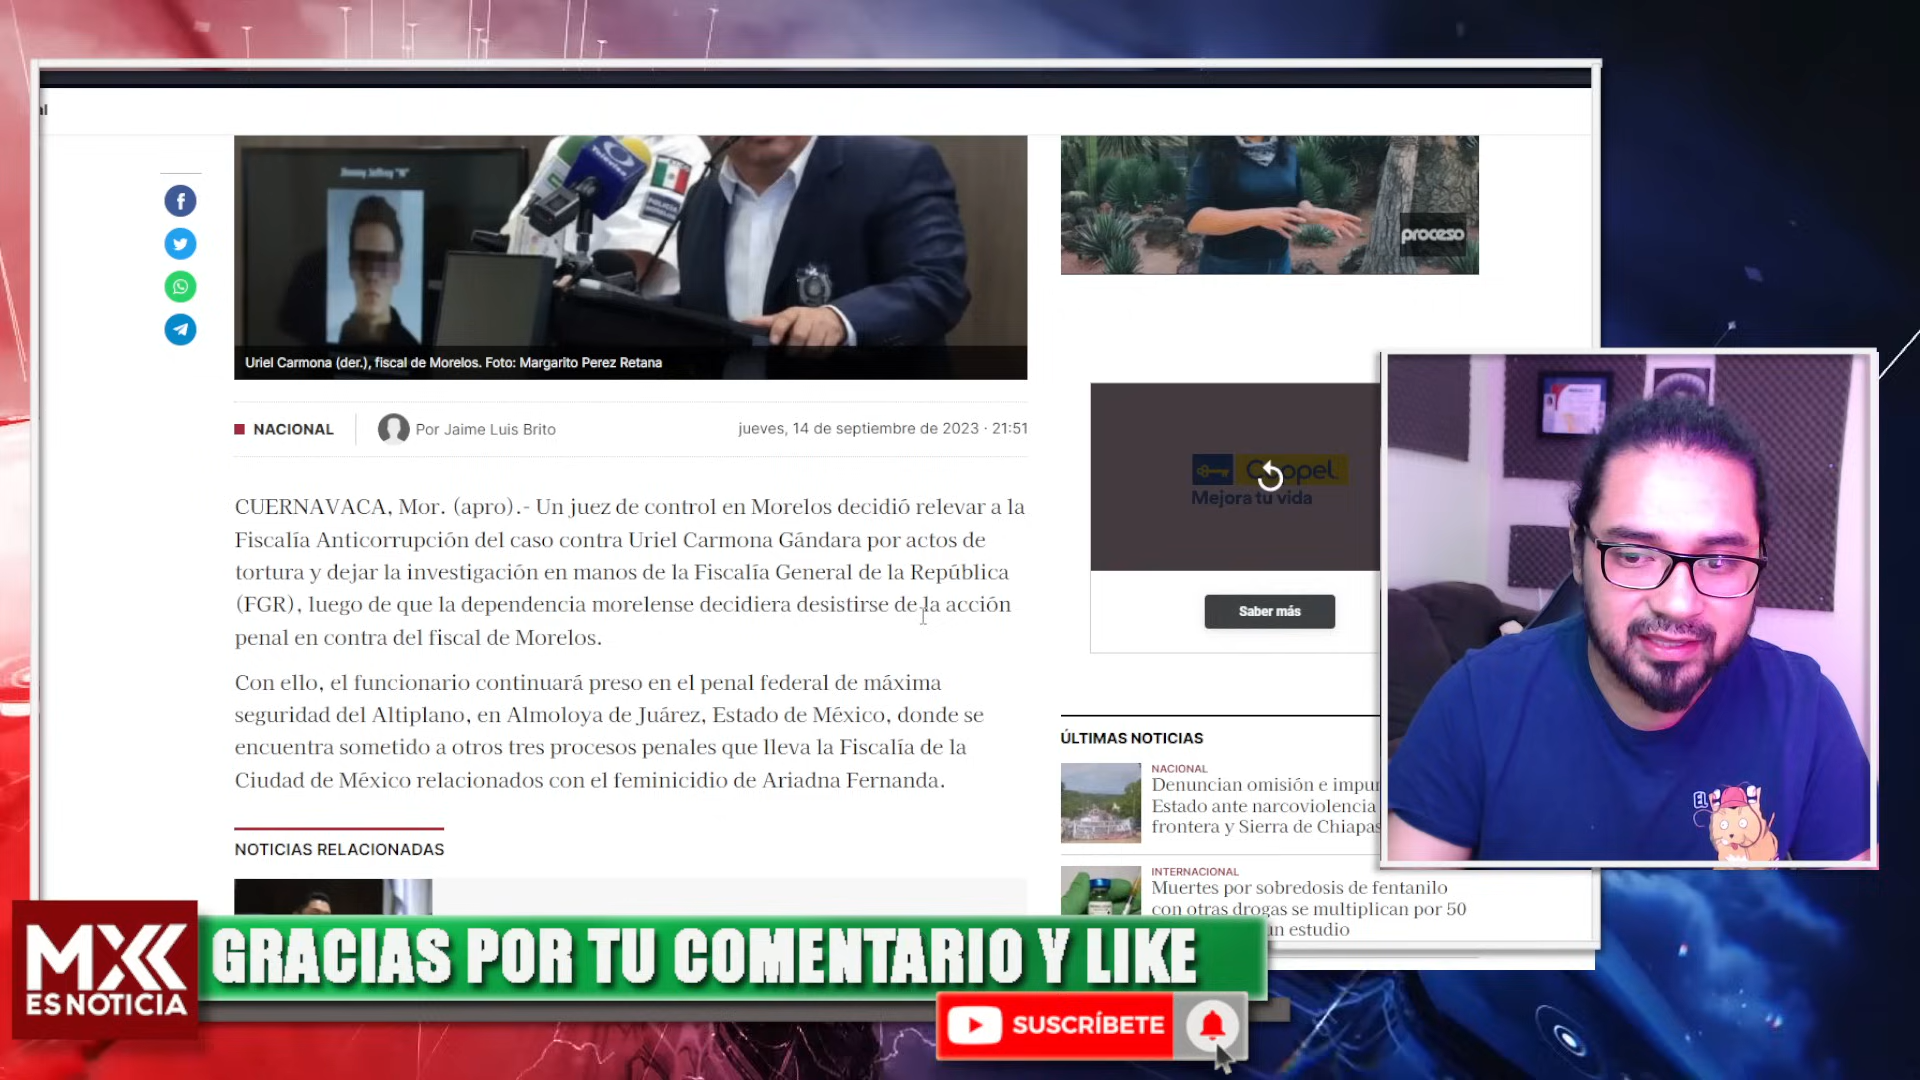 al
Jimmy Jeffrey "N"
Televisa
MÉXICO
POLICÍA
proceso
Uriel Carmona (der.), fiscal de Morelos. Foto: Margarito Perez Retana
NACIONAL
Por Jaime Luis Brito
jueves, 14 de septiembre de 2023 · 21:51
CUERNAVACA, Mor. (apro).- Un juez de control en Morelos decidió relevar a la
Fiscalía Anticorrupción del caso contra Uriel Carmona Gándara por actos de
tortura y dejar la investigación en manos de la Fiscalía General de la República
(FGR), luego de que la dependencia morelense decidiera desistirse de la acción
penal en contra del fiscal de Morelos.
Con ello, el funcionario continuará preso en el penal federal de máxima
seguridad del Altiplano, en Almoloya de Juárez, Estado de México, donde se
encuentra sometido a otros tres procesos penales que lleva la Fiscalía de la
Ciudad de México relacionados con el feminicidio de Ariadna Fernanda.
NOTICIAS RELACIONADAS
Coppel
Mejora tu vida
Saber más
ÚLTIMAS NOTICIAS
NACIONAL
Denuncian omisión e impu
Estado ante narcoviolencia
frontera y Sierra de Chiapas
INTERNACIONAL
Muertes por sobredosis de fentanilo
con otras drogas se multiplican por 50
un estudio
EL
MX
ES NOTICIA
GRACIAS POR TU COMENTARIO Y LIKE
SUSCRÍBETE